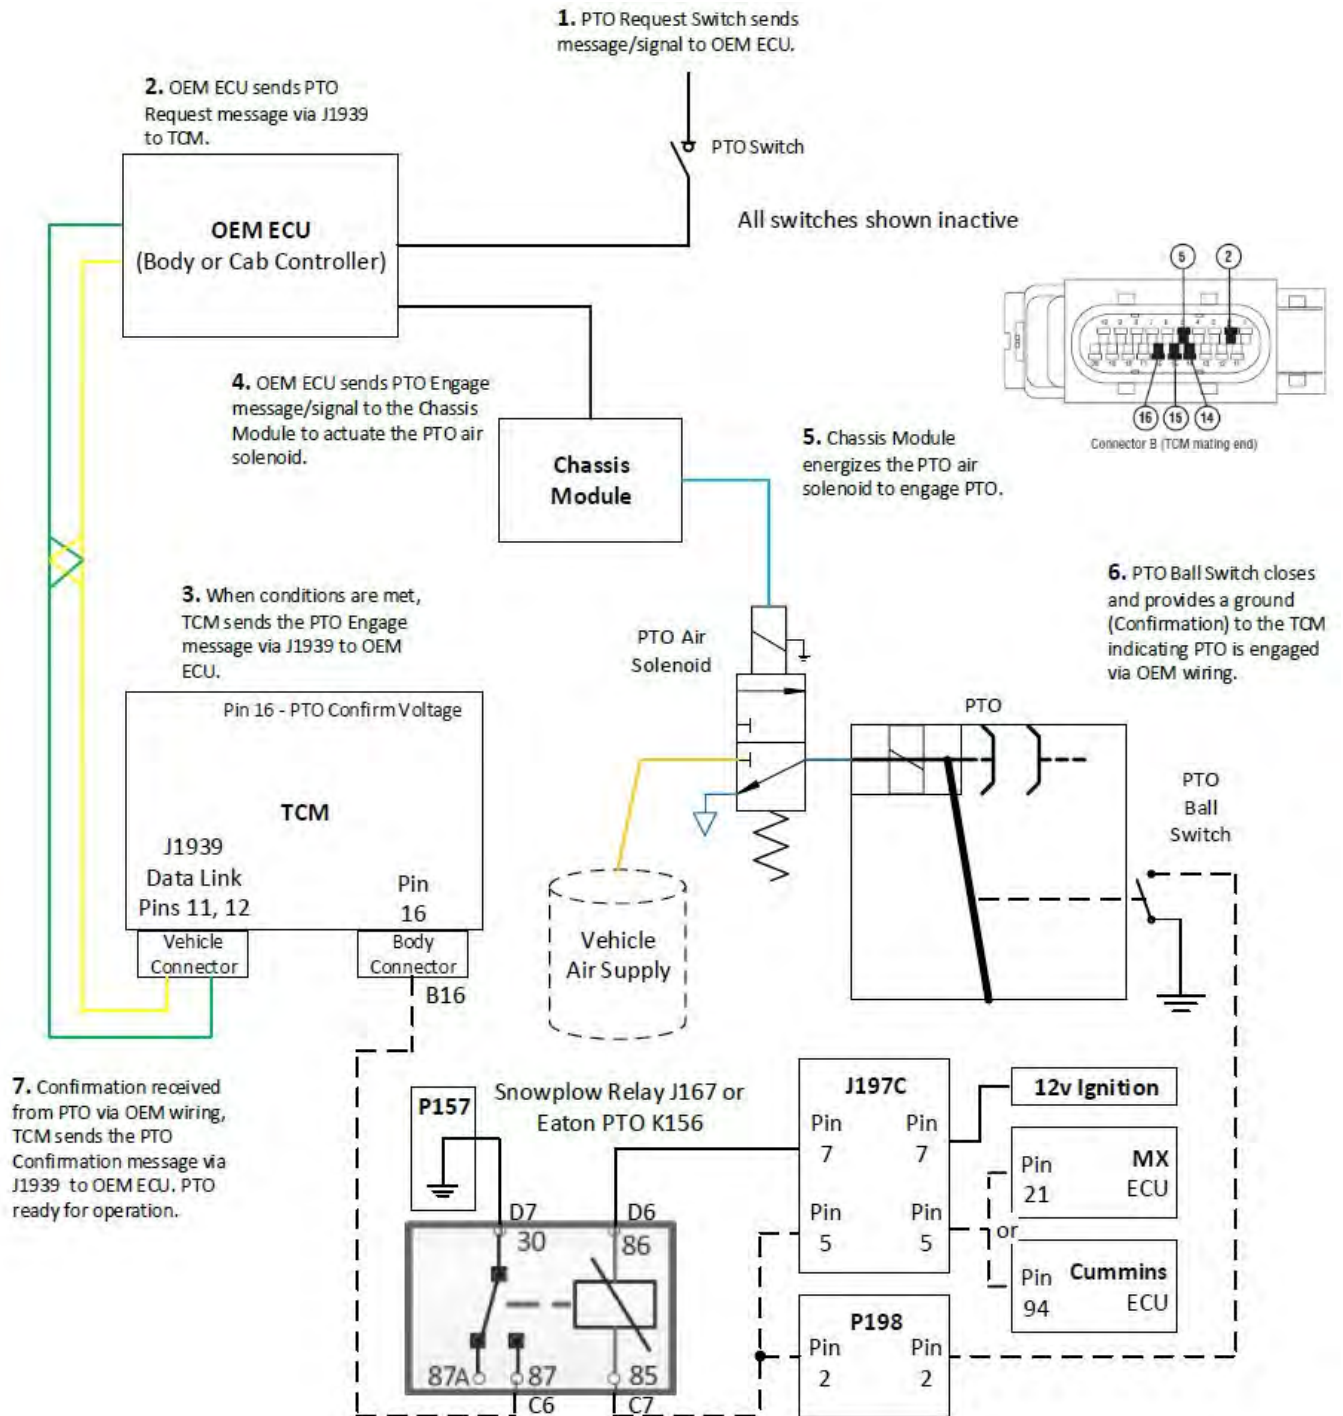 1. PTO Request Switch sends
message/signal to OEM ECU.
2. OEM ECU sends PTO
Request message via J1939
to TCM.
PTO Switch
All switches shown inactive
OEM ECU
(Body or Cab Controller)
5
2
16
15
14
Connector B (TCM mating end)
4. OEM ECU sends PTO Engage
message/signal to the Chassis
Module to actuate the PTO air
solenoid.
Chassis
Module
5. Chassis Module
energizes the PTO air
solenoid to engage PTO.
3. When conditions are met,
TCM sends the PTO Engage
message via J1939 to OEM
ECU.
PTO Air
Solenoid
6. PTO Ball Switch closes
and provides a ground
(Confirmation) to the TCM
indicating PTO is engaged
via OEM wiring.
Pin 16 - PTO Confirm Voltage
TCM
J1939
Data Link
Pins 11, 12
Pin
16
Vehicle
Connector
Body
Connector
B16
PTO
PTO
Ball
Switch
Vehicle
Air Supply
7. Confirmation received
from PTO via OEM wiring,
TCM sends the PTO
Confirmation message via
J1939 to OEM ECU. PTO
ready for operation.
P157
Snowplow Relay J167 or
Eaton PTO K156
D7
30
D6
86
87A
87
85
C6
C7
J197C
Pin
7
Pin
7
Pin
5
Pin
5
12v Ignition
Pin
21
MX
ECU
or
Pin
94
Cummins
ECU
P198
Pin
2
Pin
2